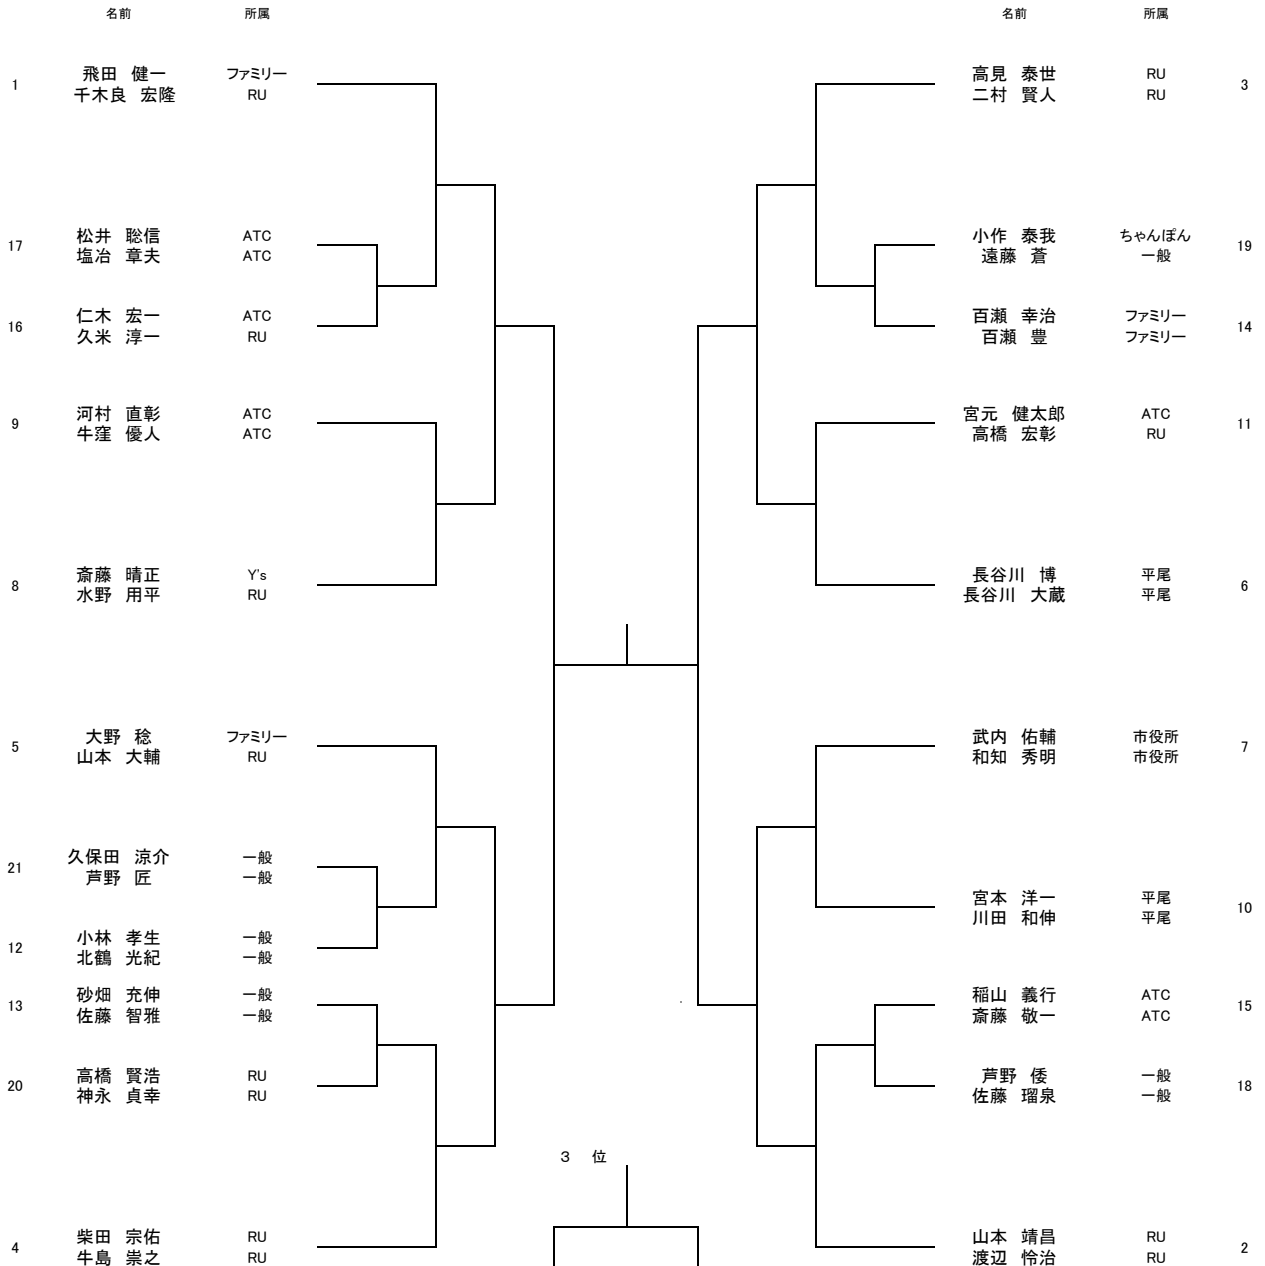 名前 所属 名前 所属
飛田 健一 ファミリー 高見 泰世 RU
1 3
千木良 宏隆 RU 二村 賢人 RU
松井 聡信 ATC 小作 泰我 ちゃんぽん
17 19
塩冶 章夫 ATC 遠藤 蒼 一般
仁木 宏一 ATC 百瀬 幸治 ファミリー
16 14
久米 淳一 RU 百瀬 豊 ファミリー
河村 直彰 ATC 宮元 健太郎 ATC
9 11
牛窪 優人 ATC 高橋 宏彰 RU
斎藤 晴正 Y's 長谷川 博 平尾
8 6
水野 用平 RU 長谷川 大蔵 平尾
大野 稔 ファミリー 武内 佑輔 市役所
5 7
山本 大輔 RU 和知 秀明 市役所
久保田 涼介 一般
21
芦野 匠 一般
宮本 洋一 平尾
10
川田 和伸 平尾
小林 孝生 一般
12
北鶴 光紀 一般
砂畑 充伸 一般 稲山 義行 ATC
13 15
佐藤 智雅 一般 斎藤 敬一 ATC
高橋 賢浩 RU 芦野 倭 一般
20 18
神永 貞幸 RU 佐藤 瑠泉 一般
３ 位
柴田 宗佑 RU 山本 靖昌 RU
4 2
牛島 崇之 RU 渡辺 怜治 RU